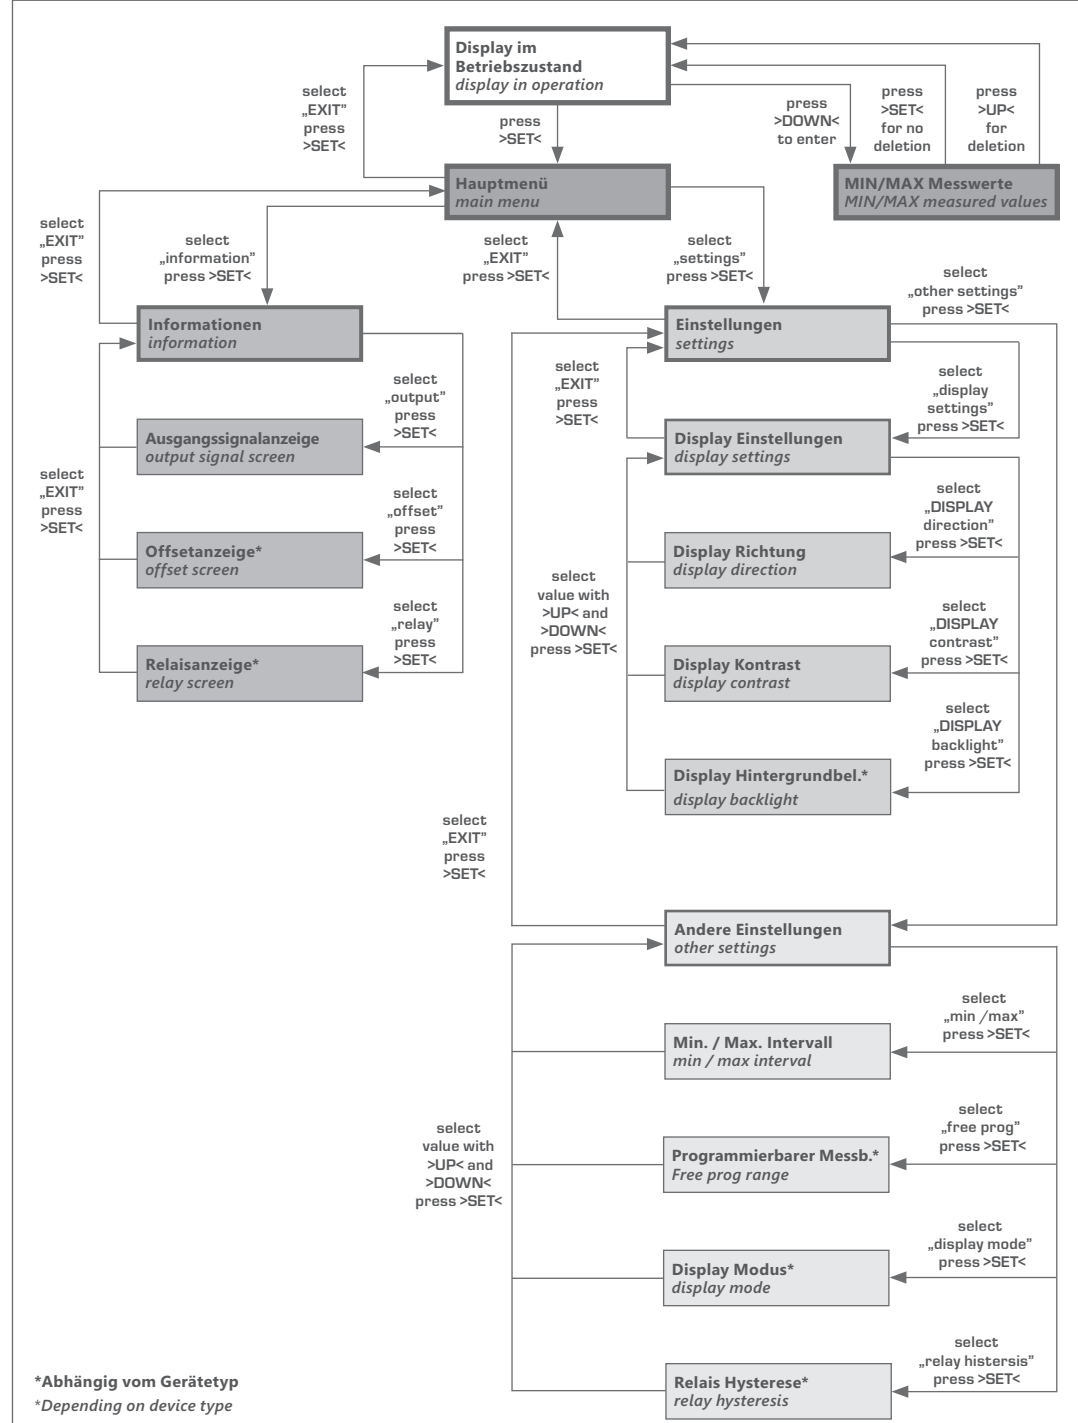 Display im
Betriebszustand
display in operation
select
„EXIT”
press
>SET<
press
>SET<
press
>DOWN<
to enter
press
>SET<
for no
deletion
press
>UP<
for
deletion
Hauptmenü
main menu
MIN/MAX Messwerte
MIN/MAX measured values
select
„EXIT”
press
>SET<
select
„information”
press >SET<
select
„EXIT”
press >SET<
select
„settings”
press >SET<
select
„other settings”
press >SET<
Informationen
information
Einstellungen
settings
select
„output”
press
>SET<
select
„EXIT”
press
>SET<
select
„display
settings”
press >SET<
Ausgangssignalanzeige
output signal screen
Display Einstellungen
display settings
select
„EXIT”
press
>SET<
select
„offset”
press
>SET<
select
„DISPLAY
direction”
press >SET<
Offsetanzeige*
offset screen
Display Richtung
display direction
select
value with
>UP< and
>DOWN<
press >SET<
select
„relay”
press
>SET<
select
„DISPLAY
contrast”
press >SET<
Relaisanzeige*
relay screen
Display Kontrast
display contrast
select
„DISPLAY
backlight”
press >SET<
Display Hintergrundbel.*
display backlight
select
„EXIT”
press
>SET<
Andere Einstellungen
other settings
select
„min /max”
press >SET<
Min. / Max. Intervall
min / max interval
select
„free prog”
press >SET<
select
value with
>UP< and
>DOWN<
press >SET<
Programmierbarer Messb.*
Free prog range
select
„display mode”
press >SET<
Display Modus*
display mode
select
„relay histersis”
press >SET<
Relais Hysterese*
relay hysteresis
*Abhängig vom Gerätetyp
*Depending on device type